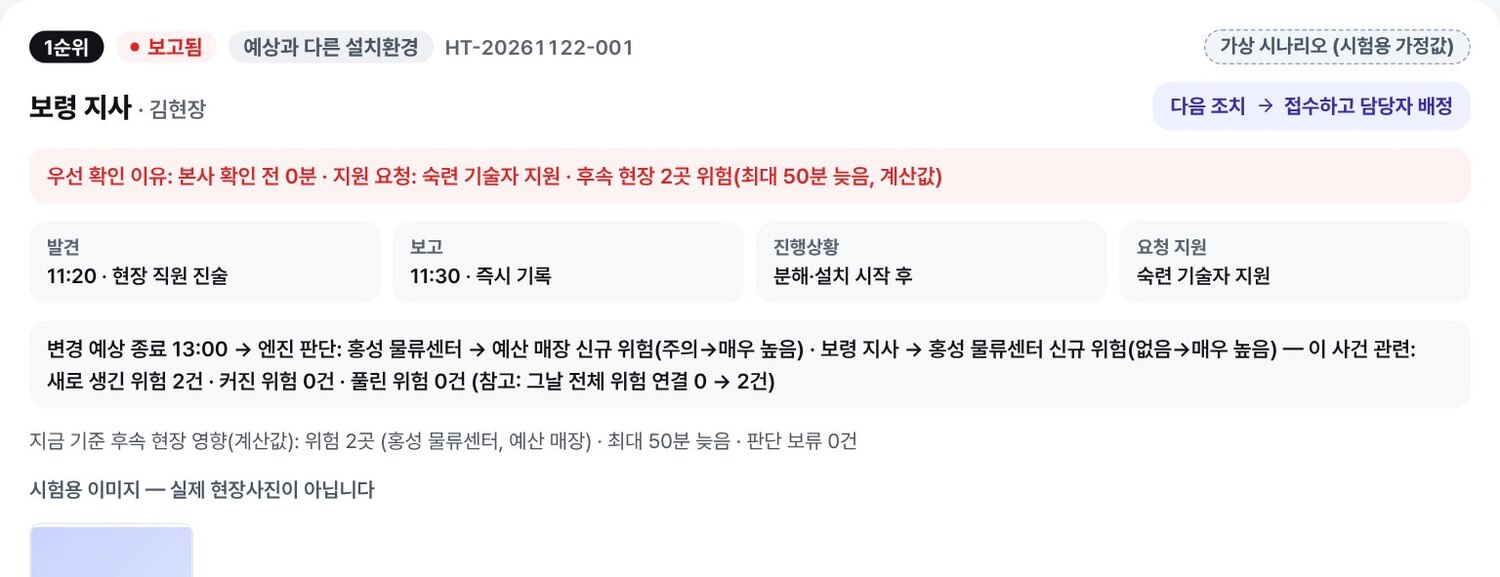 1순위 ● 보고됨 예상과 다른 설치환경 HT-20261122-001 가상 시나리오 (시험용 가정값)
보령 지사 · 김현장 다음 조치 → 접수하고 담당자 배정
우선 확인 이유: 본사 확인 전 0분 · 지원 요청: 숙련 기술자 지원 · 후속 현장 2곳 위험(최대 50분 늦음, 계산값)
발견
11:20 · 현장 직원 진술
보고
11:30 · 즉시 기록
진행상황
분해·설치 시작 후
요청 지원
숙련 기술자 지원
변경 예상 종료 13:00 → 엔진 판단: 홍성 물류센터 → 예산 매장 신규 위험(주의→매우 높음) · 보령 지사 → 홍성 물류센터 신규 위험(없음→매우 높음) — 이 사건 관련:
새로 생긴 위험 2건 · 커진 위험 0건 · 풀린 위험 0건 (참고: 그날 전체 위험 연결 0 → 2건)
지금 기준 후속 현장 영향(계산값): 위험 2곳 (홍성 물류센터, 예산 매장) · 최대 50분 늦음 · 판단 보류 0건
시험용 이미지 — 실제 현장사진이 아닙니다